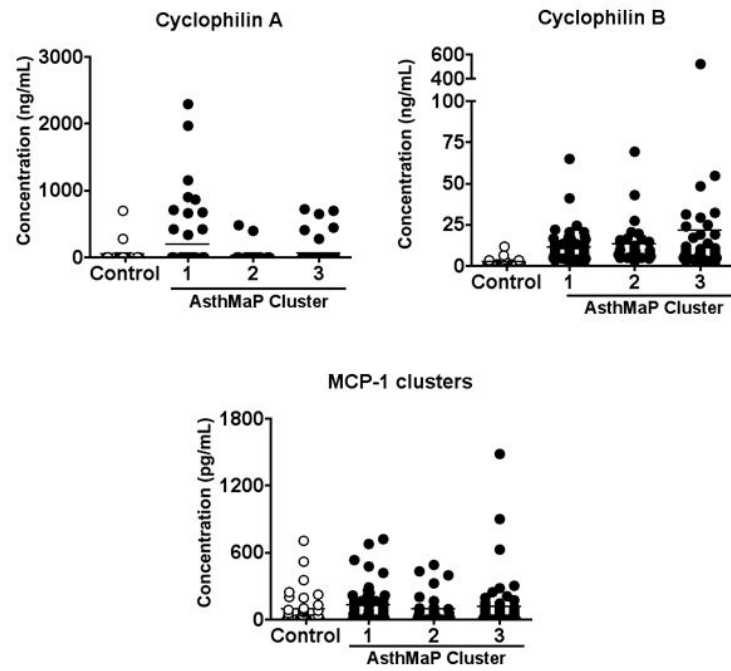 Cyclophilin A
Concentration (ng/mL)
3000
2000
1000
0
Control 1 2 3
AsthMaP Cluster
Cyclophilin B
Concentration (ng/mL)
600
400
100
75
50
25
0
Control 1 2 3
AsthMaP Cluster
MCP-1 clusters
Concentration (pg/mL)
1800
1200
600
0
Control 1 2 3
AsthMaP Cluster